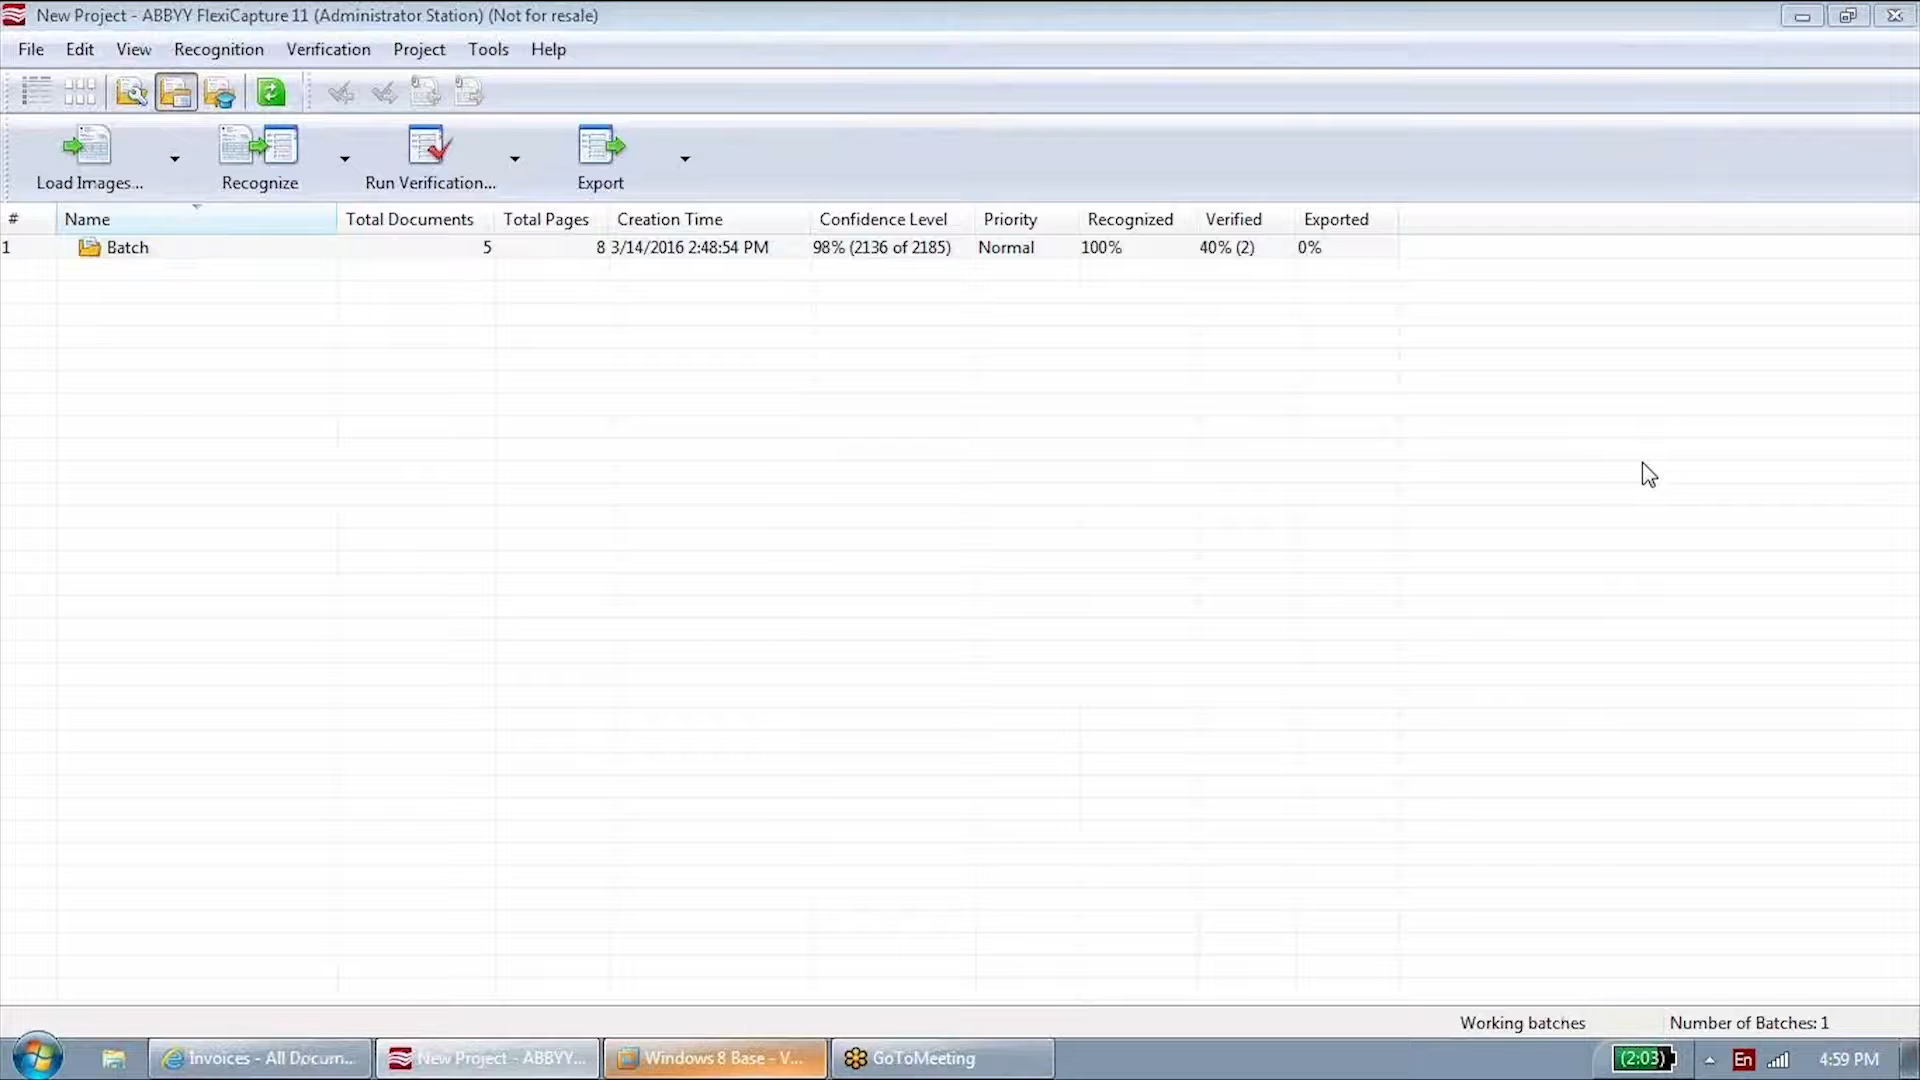 New Project - ABBYY FlexiCapture 11 (Administrator Station) (Not for resale)
File Edit View Recognition Verification Project Tools Help
Load Images... Recognize Run Verification... Export
# Name Total Documents Total Pages Creation Time Confidence Level Priority Recognized Verified Exported
1 Batch 5 8 3/14/2016 2:48:54 PM 98% (2136 of 2185) Normal 100% 40% (2) 0%
Working batches Number of Batches: 1
Invoices - All Docum... New Project - ABBYY... Windows 8 Base - V... GoToMeeting (2:03) En 4:59 PM